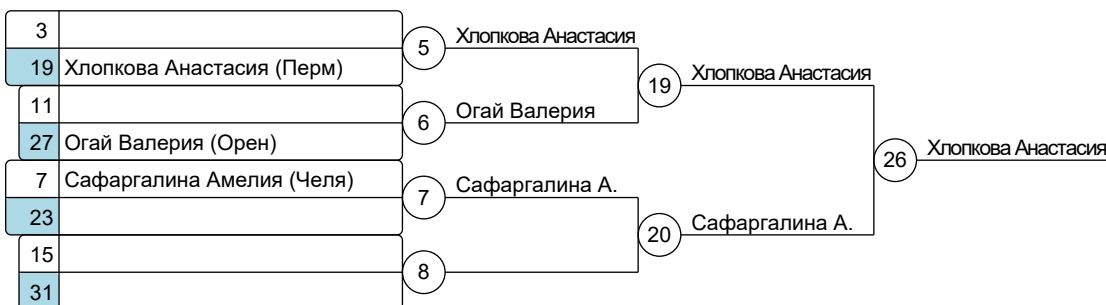 3
5
Хлопкова Анастасия
19 Хлопкова Анастасия (Перм)
19
Хлопкова Анастасия
11
6
Огай Валерия
27 Огай Валерия (Орен)
26
Хлопкова Анастасия
7 Сафаргалина Амелия (Челя)
7
Сафаргалина А.
23
20
Сафаргалина А.
15
8
31